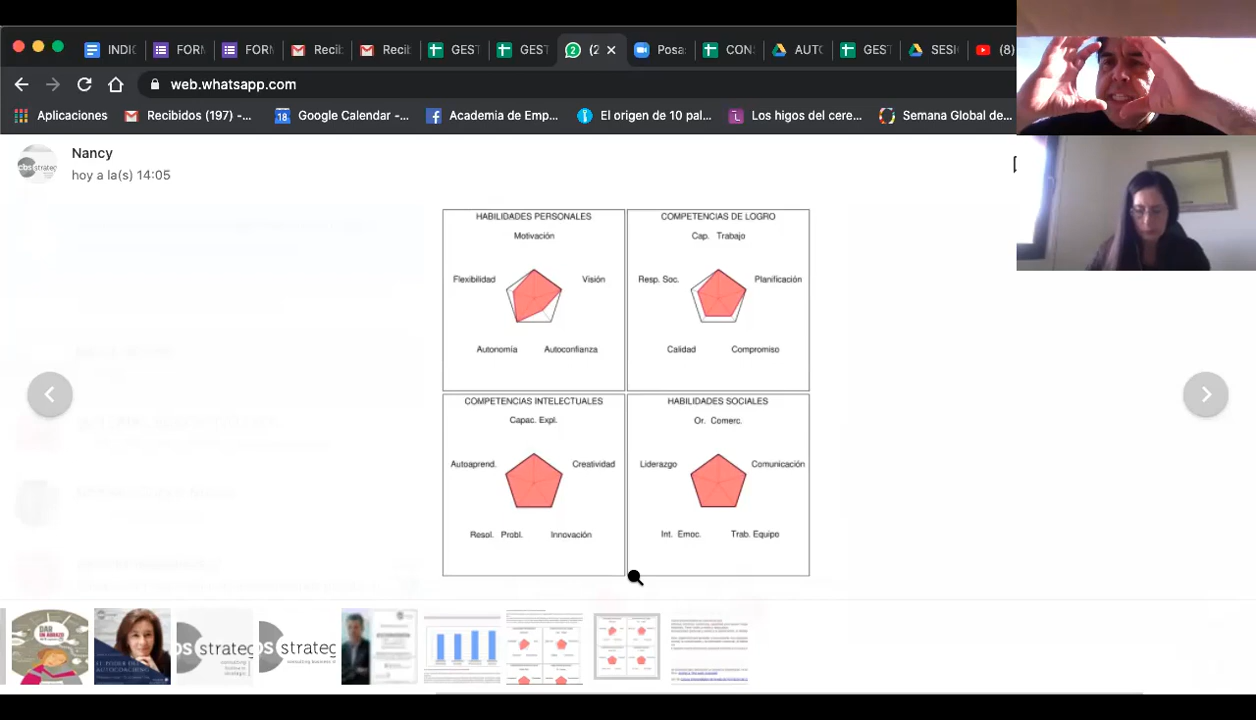 INDIC
FORM
FORM
Recib
Recib
GEST
GEST
(2
Posa
CON
AUTO
GEST
SESI
(8)
web.whatsapp.com
Aplicaciones
Recibidos (197) -...
Google Calendar -...
Academia de Emp...
El origen de 10 pal...
Los higos del cere...
Semana Global de...
Nancy
hoy a la(s) 14:05
HABILIDADES PERSONALES
Motivación
Flexibilidad
Visión
Autonomía
Autoconfianza
COMPETENCIAS DE LOGRO
Cap. Trabajo
Resp. Soc.
Planificación
Calidad
Compromiso
COMPETENCIAS INTELECTUALES
Capac. Expl.
Autoaprend.
Creatividad
Resol. Probl.
Innovación
HABILIDADES SOCIALES
Or. Comerc.
Liderazgo
Comunicación
Int. Emoc.
Trab. Equipo
DAR
UN ABRAZO